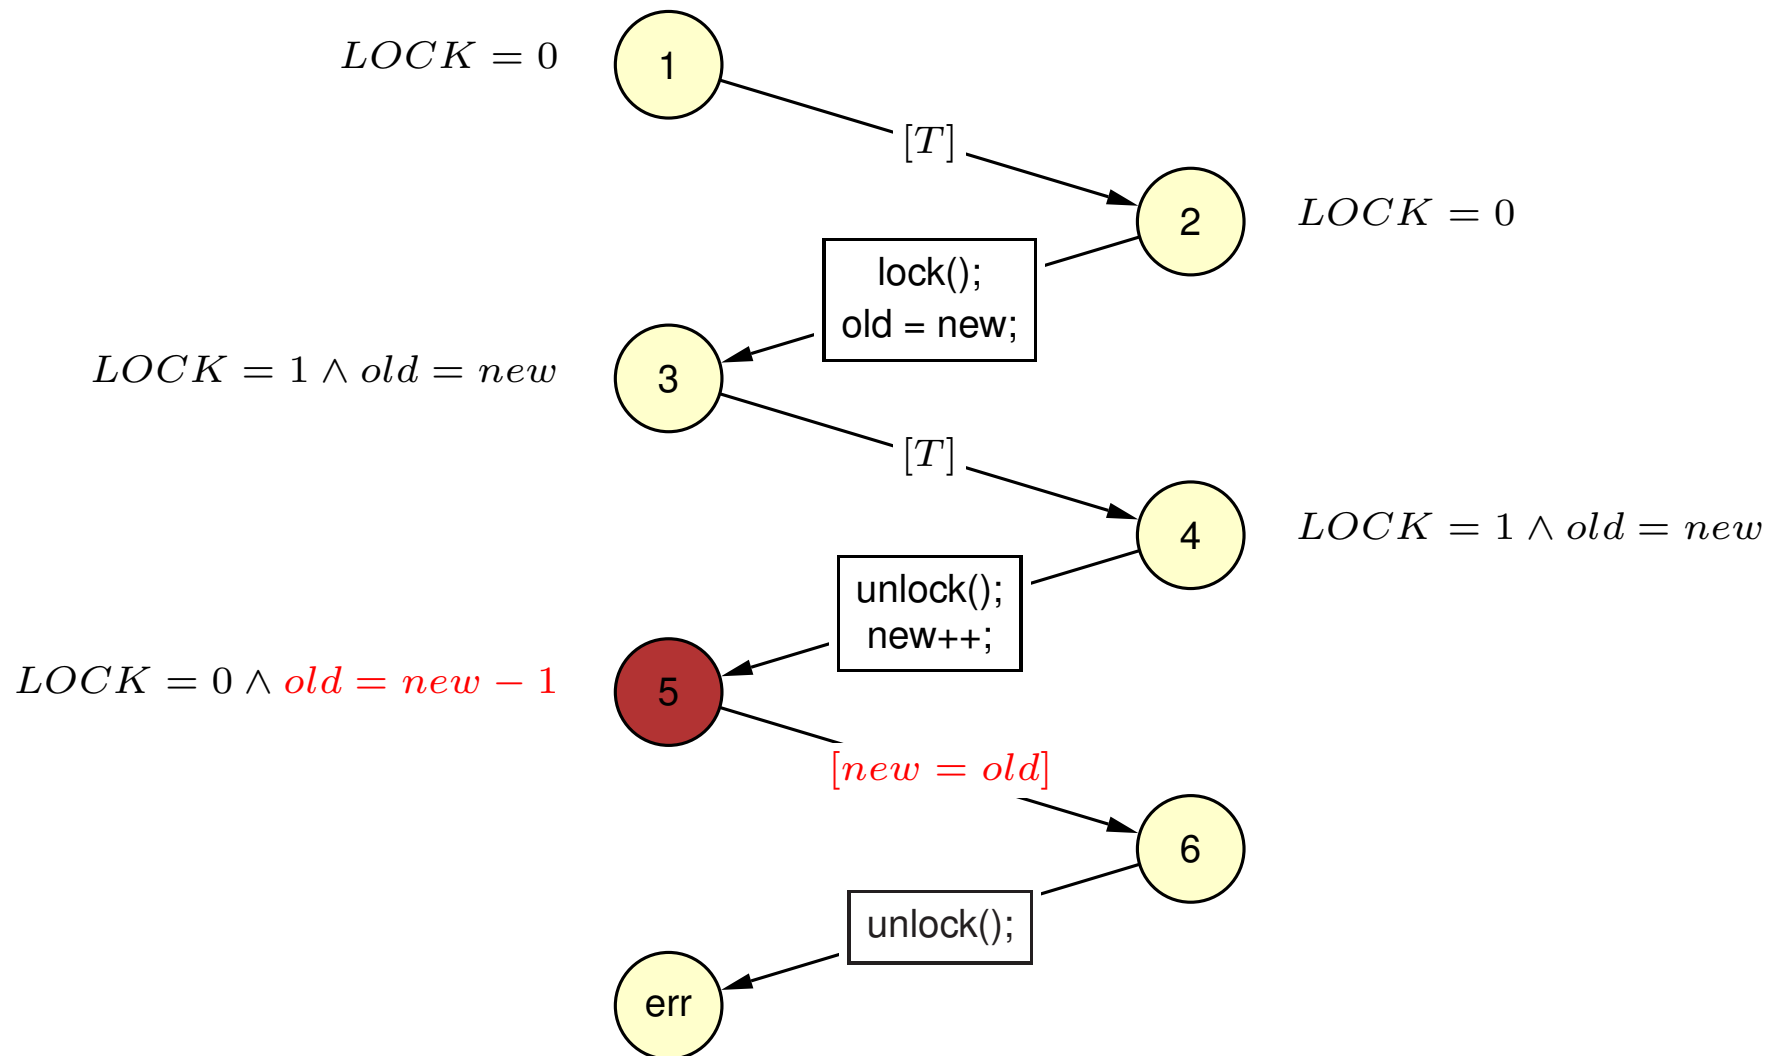 LOCK = 0
1
[T]
2
LOCK = 0
lock();
old = new;
LOCK = 1 ∧ old = new
3
[T]
4
LOCK = 1 ∧ old = new
unlock();
new++;
LOCK = 0 ∧ old = new − 1
5
[new = old]
6
unlock();
err